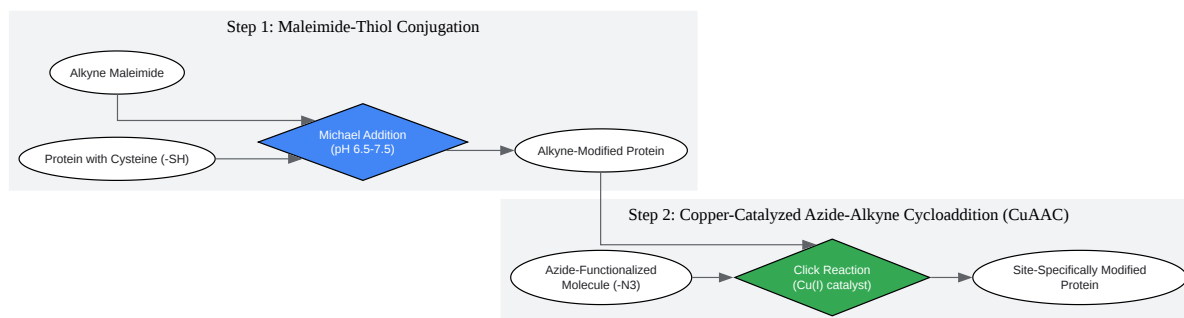 Step 1: Maleimide-Thiol Conjugation
Alkyne Maleimide
Michael Addition
(pH 6.5-7.5)
Protein with Cysteine (-SH)
Alkyne-Modified Protein
Step 2: Copper-Catalyzed Azide-Alkyne Cycloaddition (CuAAC)
Azide-Functionalized
Molecule (-N3)
Click Reaction
(Cu(I) catalyst)
Site-Specifically Modified
Protein